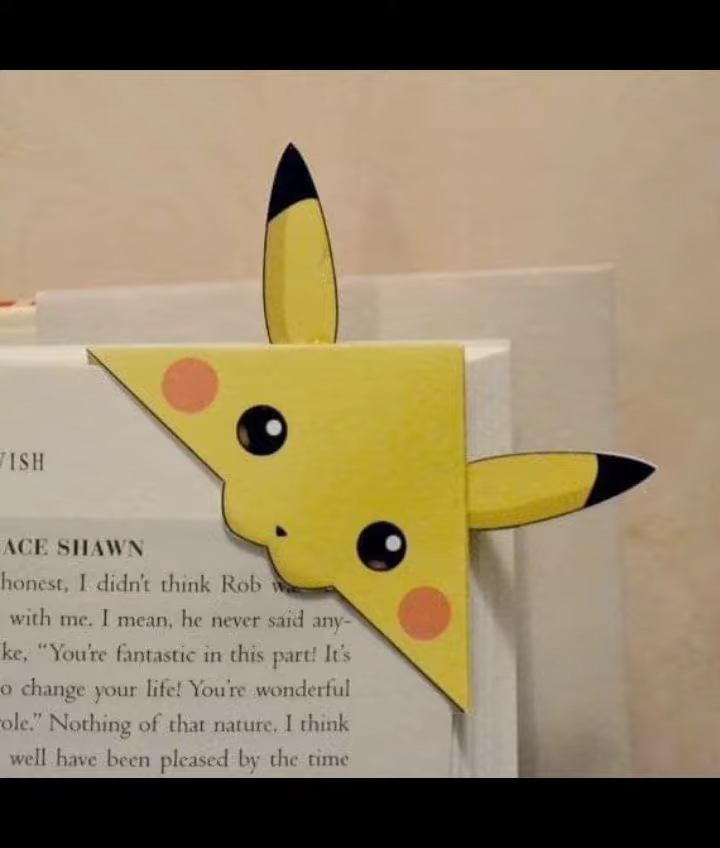 VISH
ACE SHAWN
honest, I didn't think Rob
with me. I mean, he never said any-
ke, "You're fantastic in this part! It's
o change your life! You're wonderful
ole." Nothing of that nature. I think
well have been pleased by the time